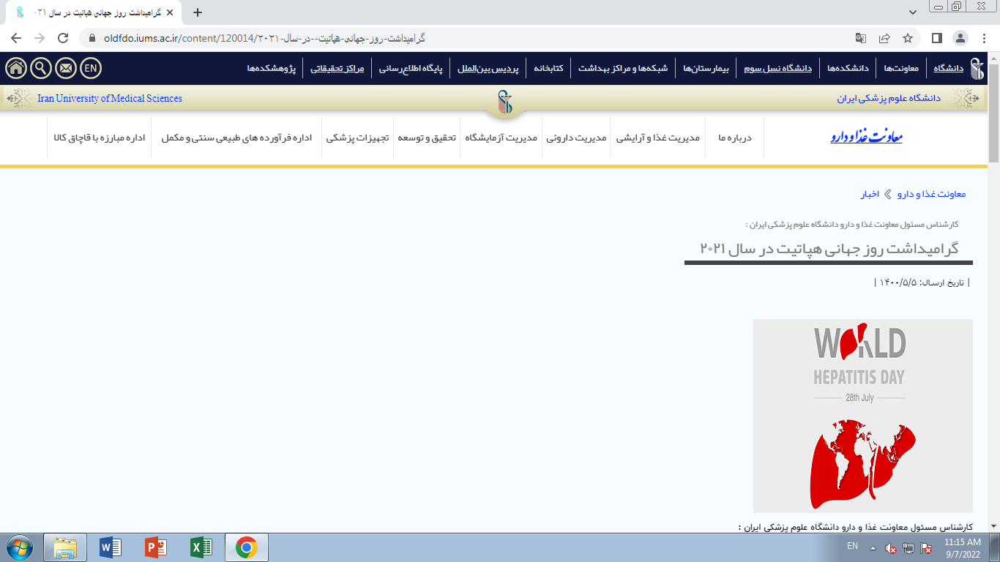 گرامیداشت روز جهانی هپاتیت در سال ۲۰۲۱
oldfdo.iums.ac.ir/content/120014/گرامیداشت-روز-جهانی-هپاتیت--در-سال-۲۰۲۱
دانشگاه معاونت‌ها دانشکده‌ها دانشگاه نسل سوم بیمارستان‌ها شبکه‌ها و مراکز بهداشت کتابخانه پردیس بین‌الملل پایگاه اطلاع‌رسانی مراکز تحقیقاتی پژوهشکده‌ها EN
دانشگاه علوم پزشکی ایران Iran University of Medical Sciences
معاونت غذا و دارو درباره ما مدیریت غذا و آرایشی مدیریت داروئی مدیریت آزمایشگاه تحقیق و توسعه تجهیزات پزشکی اداره فرآورده های طبیعی سنتی و مکمل اداره مبارزه با قاچاق کالا
معاونت غذا و دارو اخبار
کارشناس مسئول معاونت غذا و دارو دانشگاه علوم پزشکی ایران :
گرامیداشت روز جهانی هپاتیت در سال ۲۰۲۱
| تاریخ ارسال: ۱۴۰۰/۵/۵ |
WORLD
HEPATITIS DAY
28th July
کارشناس مسئول معاونت غذا و دارو دانشگاه علوم پزشکی ایران :
EN 11:15 AM
9/7/2022